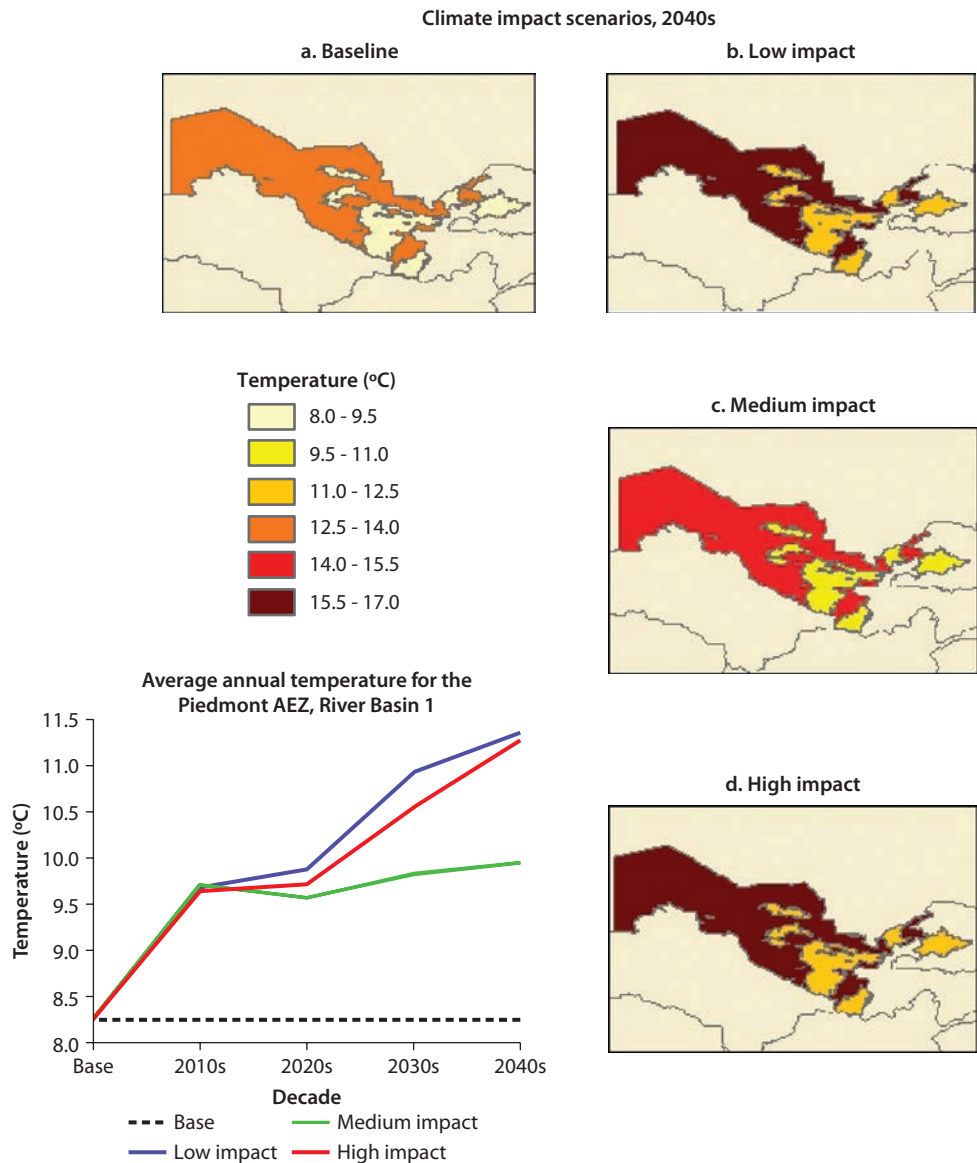 Climate impact scenarios, 2040s
a. Baseline
b. Low impact
Temperature (ºC)
8.0 - 9.5
9.5 - 11.0
11.0 - 12.5
12.5 - 14.0
14.0 - 15.5
15.5 - 17.0
c. Medium impact
Average annual temperature for the
Piedmont AEZ, River Basin 1
11.5
11.0
10.5
10.0
9.5
9.0
8.5
8.0
Temperature (ºC)
Base
2010s
2020s
2030s
2040s
Decade
Base
Medium impact
Low impact
High impact
d. High impact